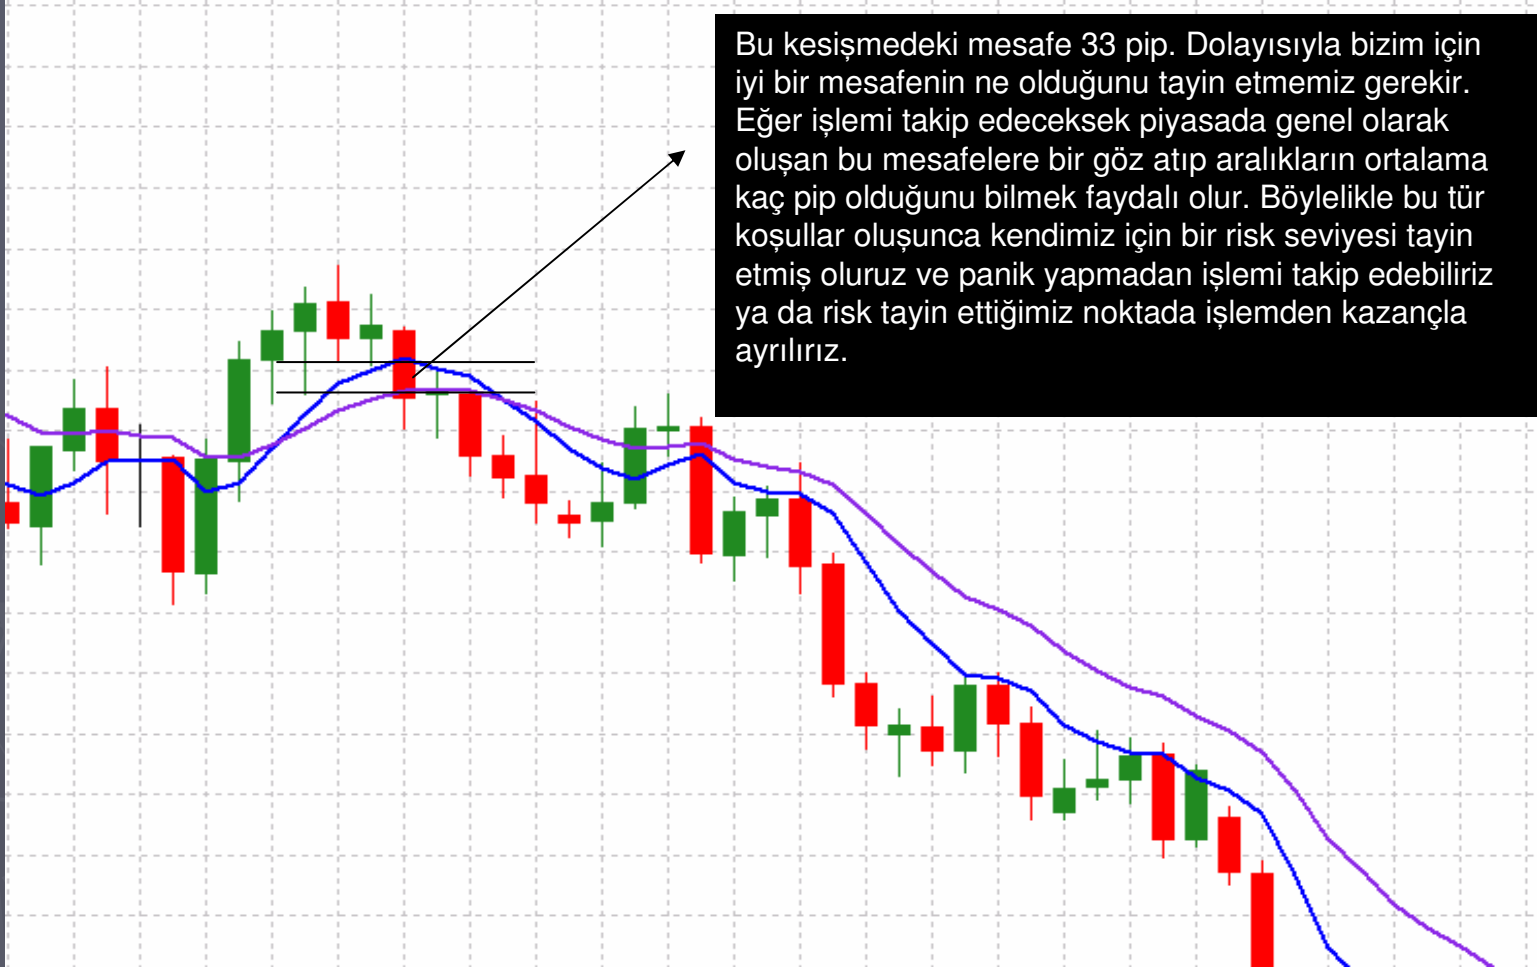 Bu kesişmedeki mesafe 33 pip. Dolayısıyla bizim için
iyi bir mesafenin ne olduğunu tayin etmemiz gerekir.
Eğer işlemi takip edeceksek piyasada genel olarak
oluşan bu mesafelere bir göz atıp aralıkların ortalama
kaç pip olduğunu bilmek faydalı olur. Böylelikle bu tür
koşullar oluşunca kendimiz için bir risk seviyesi tayin
etmiş oluruz ve panik yapmadan işlemi takip edebiliriz
ya da risk tayin ettiğimiz noktada işlemden kazançla
ayrılırız.